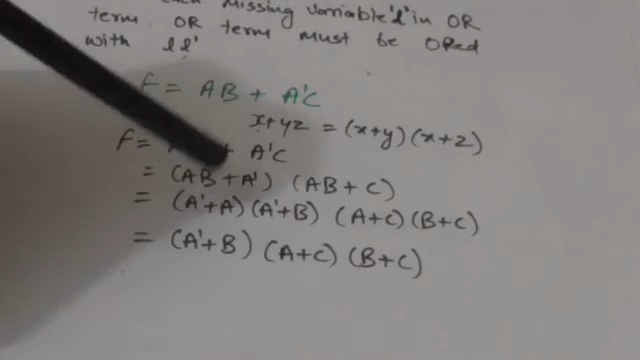 Missing variable 'l' in OR
term OR term must be ORed
with ll'
F = AB + A'C
x+yz = (x+y)(x+z)
F = + A'C
= (AB+A') (AB+C)
= (A'+A)(A'+B) (A+C)(B+C)
= (A'+B) (A+C) (B+C)